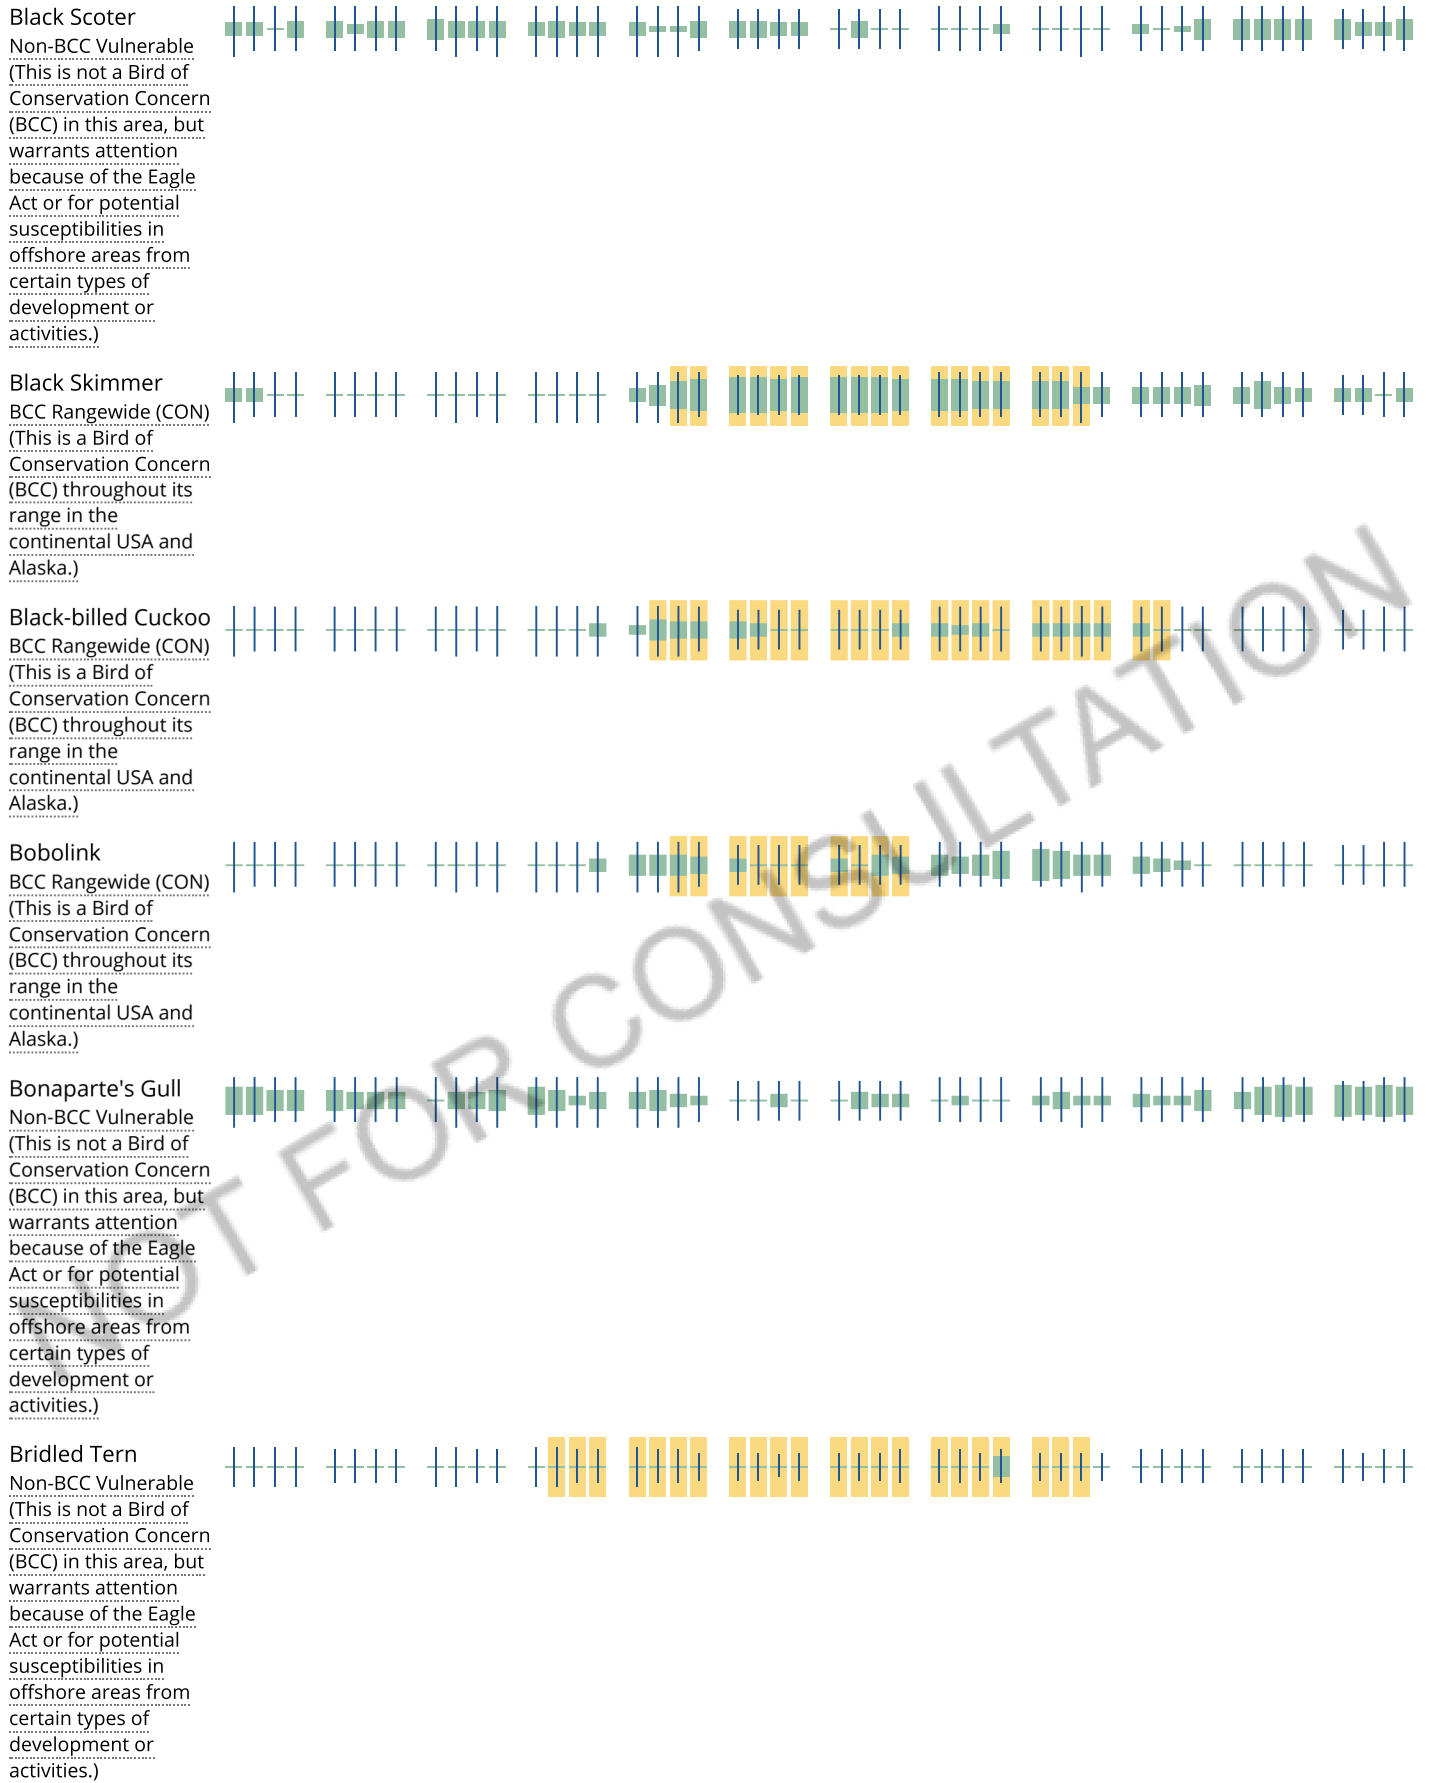 Black Scoter
Non-BCC Vulnerable
(This is not a Bird of
Conservation Concern
(BCC) in this area, but
warrants attention
because of the Eagle
Act or for potential
susceptibilities in
offshore areas from
certain types of
development or
activities.)
Black Skimmer
BCC Rangewide (CON)
(This is a Bird of
Conservation Concern
(BCC) throughout its
range in the
continental USA and
Alaska.)
Black-billed Cuckoo
BCC Rangewide (CON)
(This is a Bird of
Conservation Concern
(BCC) throughout its
range in the
continental USA and
Alaska.)
Bobolink
BCC Rangewide (CON)
(This is a Bird of
Conservation Concern
(BCC) throughout its
range in the
continental USA and
Alaska.)
Bonaparte's Gull
Non-BCC Vulnerable
(This is not a Bird of
Conservation Concern
(BCC) in this area, but
warrants attention
because of the Eagle
Act or for potential
susceptibilities in
offshore areas from
certain types of
development or
activities.)
Bridled Tern
Non-BCC Vulnerable
(This is not a Bird of
Conservation Concern
(BCC) in this area, but
warrants attention
because of the Eagle
Act or for potential
susceptibilities in
offshore areas from
certain types of
development or
activities.)
NOT FOR CONSULTATION